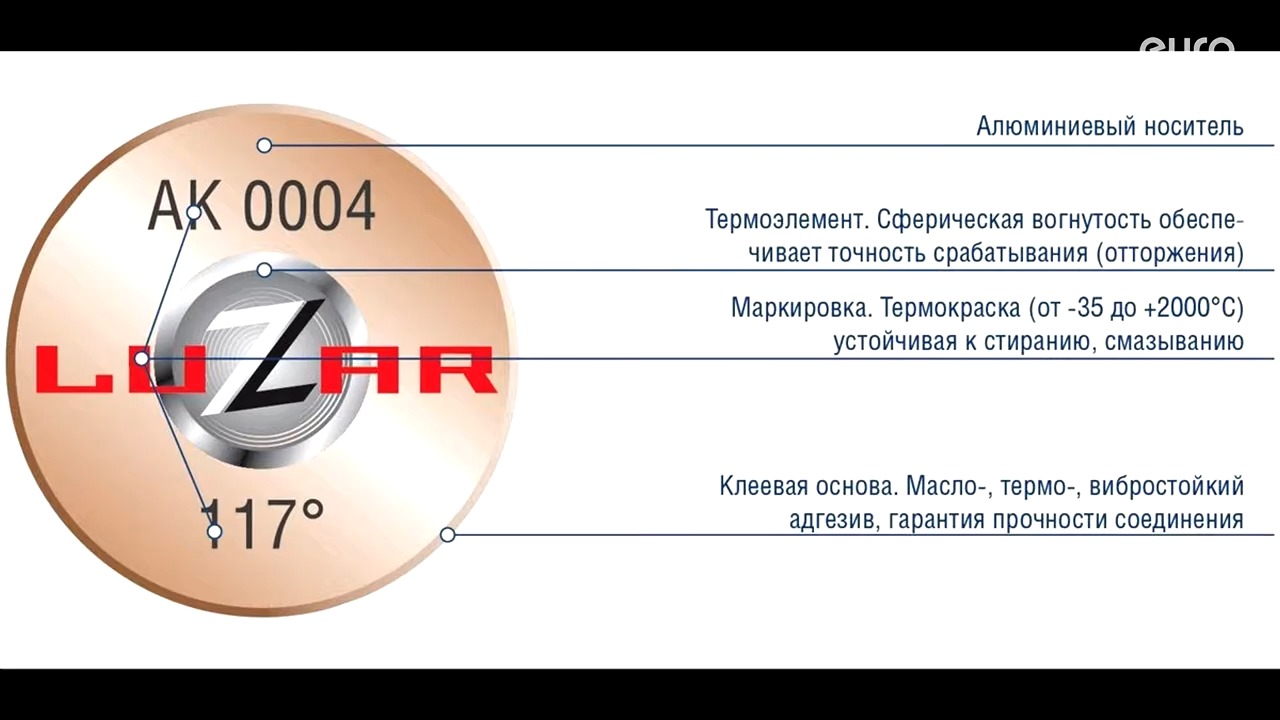 euro
Алюминиевый носитель
АК 0004
Термоэлемент. Сферическая вогнутость обеспе-
чивает точность срабатывания (отторжения)
Маркировка. Термокраска (от -35 до +2000°С)
устойчивая к стиранию, смазыванию
LUZAR
Клеевая основа. Масло-, термо-, вибростойкий
адгезив, гарантия прочности соединения
117°